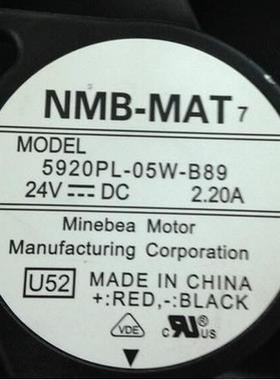 NMB-MAT 7
MODEL
5920PL-05W-B89
24V ⎓ DC 2.20A
Minebea Motor
Manufacturing Corporation
U52 MADE IN CHINA
+:RED,-:BLACK
VDE c RU ® us